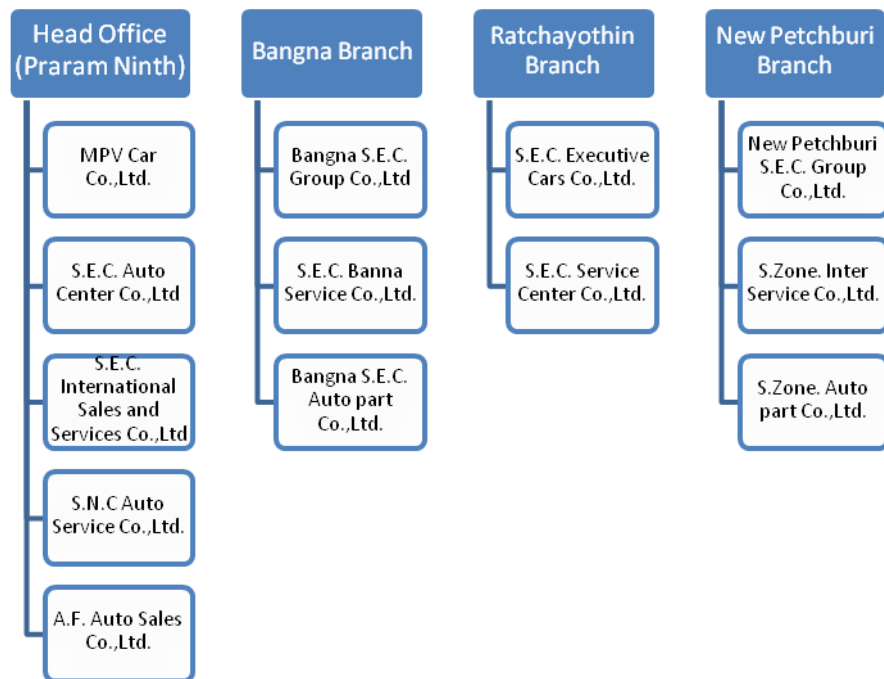 Head Office
(Praram Ninth)
MPV Car
Co.,Ltd.
S.E.C. Auto
Center Co.,Ltd
S.E.C.
International
Sales and
Services Co.,Ltd
S.N.C Auto
Service Co.,Ltd.
A.F. Auto Sales
Co.,Ltd.
Bangna Branch
Bangna S.E.C.
Group Co.,Ltd
S.E.C. Banna
Service Co.,Ltd.
Bangna S.E.C.
Auto part
Co.,Ltd.
Ratchayothin
Branch
S.E.C. Executive
Cars Co.,Ltd.
S.E.C. Service
Center Co.,Ltd.
New Petchburi
Branch
New Petchburi
S.E.C. Group
Co.,Ltd.
S.Zone. Inter
Service Co.,Ltd.
S.Zone. Auto
part Co.,Ltd.